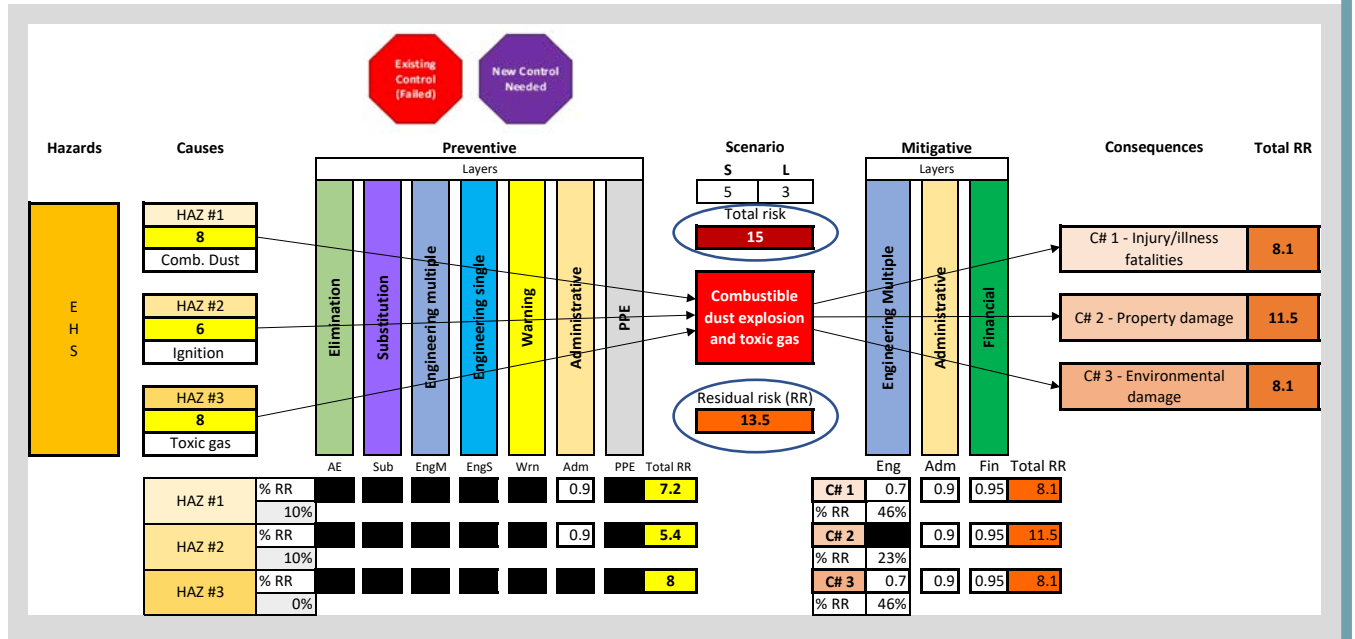 Existing
Control
(Failed)
New Control
Needed
Hazards Causes Preventive Scenario Mitigative Consequences Total RR
Layers S L Layers
5 3
E
H
S
HAZ #1
8
Comb. Dust
HAZ #2
6
Ignition
HAZ #3
8
Toxic gas
Elimination
Substitution
Engineering multiple
Engineering single
Warning
Administrative
PPE
Total risk
15
Combustible
dust explosion
and toxic gas
Residual risk (RR)
13.5
Engineering Multiple
Administrative
Financial
C# 1 - Injury/illness
fatalities
8.1
C# 2 - Property damage 11.5
C# 3 - Environmental
damage
8.1
AE Sub EngM EngS Wrn Adm PPE Total RR Eng Adm Fin Total RR
HAZ #1 % RR 0.9 7.2 C# 1 0.7 0.9 0.95 8.1
10% % RR 46%
HAZ #2 % RR 0.9 5.4 C# 2 0.9 0.95 11.5
10% % RR 23%
HAZ #3 % RR 8 C# 3 0.7 0.9 0.95 8.1
0% % RR 46%